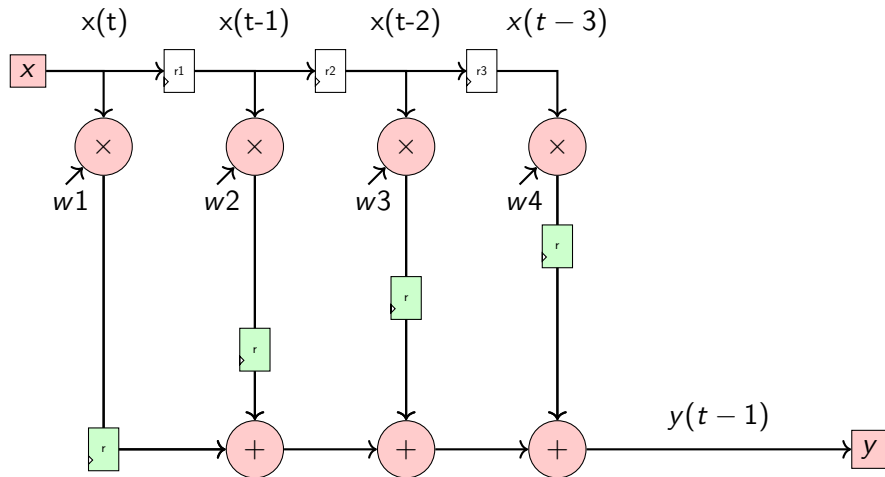 x(t) x(t-1) x(t-2) x(t − 3)
x r1 r2 r3
× × × ×
w1 w2 w3 w4
r
r
r
y(t − 1)
r + + + y